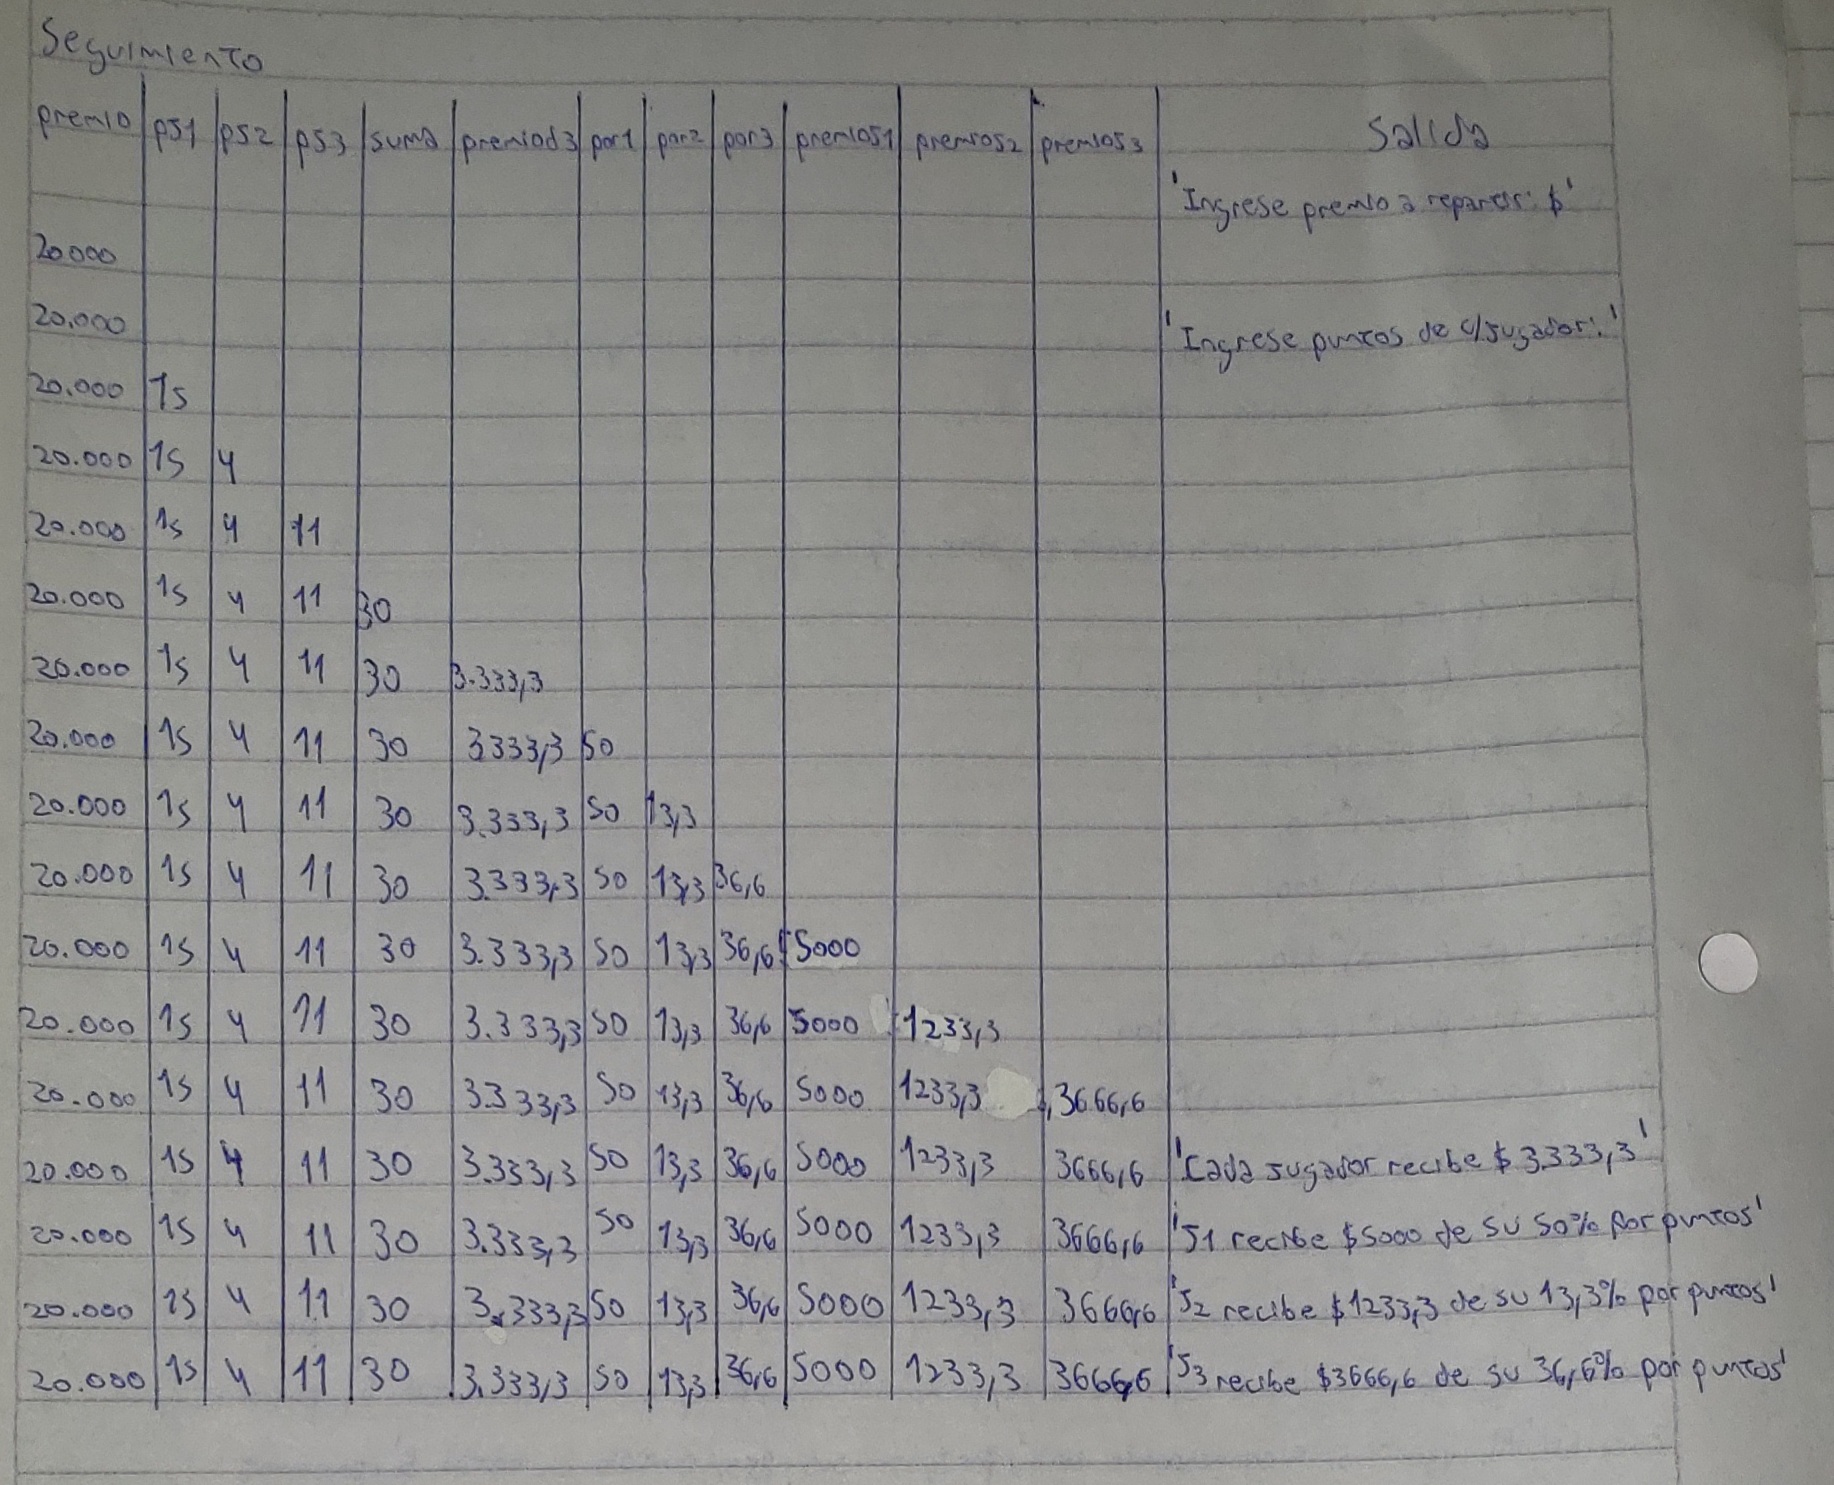 Seguimiento
premio pJ1 pJ2 pJ3 suma premiod3 por1 por2 por3 premioJ1 premioJ2 premioJ3 Salida
'Ingrese premio a repartir: $'
20.000
20.000 'Ingrese puntos de c/jugador:'
20.000 15
20.000 15 4
20.000 15 4 11
20.000 15 4 11 30
20.000 15 4 11 30 3.333,3
20.000 15 4 11 30 3333,3 50
20.000 15 4 11 30 3.333,3 50 13,3
20.000 15 4 11 30 3.333,3 50 13,3 36,6
20.000 15 4 11 30 3.333,3 50 13,3 36,6 5000
20.000 15 4 11 30 3.333,3 50 13,3 36,6 5000 1233,3
20.000 15 4 11 30 3.333,3 50 13,3 36,6 5000 1233,3 3666,6
20.000 15 4 11 30 3.333,3 50 13,3 36,6 5000 1233,3 3666,6 'Cada jugador recibe $ 3.333,3'
20.000 15 4 11 30 3.333,3 50 13,3 36,6 5000 1233,3 3666,6 'J1 recibe $5000 de su 50% por puntos'
20.000 15 4 11 30 3.333,3 50 13,3 36,6 5000 1233,3 3666,6 'J2 recibe $1233,3 de su 13,3% por puntos'
20.000 15 4 11 30 3.333,3 50 13,3 36,6 5000 1233,3 3666,6 'J3 recibe $3666,6 de su 36,6% por puntos'